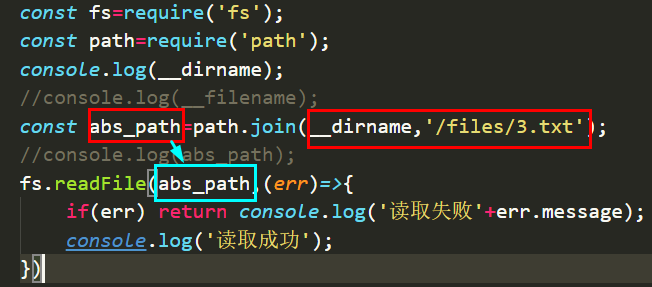 const fs=require('fs');
const path=require('path');
console.log(__dirname);
//console.log(__filename);
const abs_path=path.join(__dirname,'/files/3.txt');
//console.log(abs_path);
fs.readFile(abs_path,(err)=>{
    if(err) return console.log('读取失败'+err.message);
    console.log('读取成功');
})